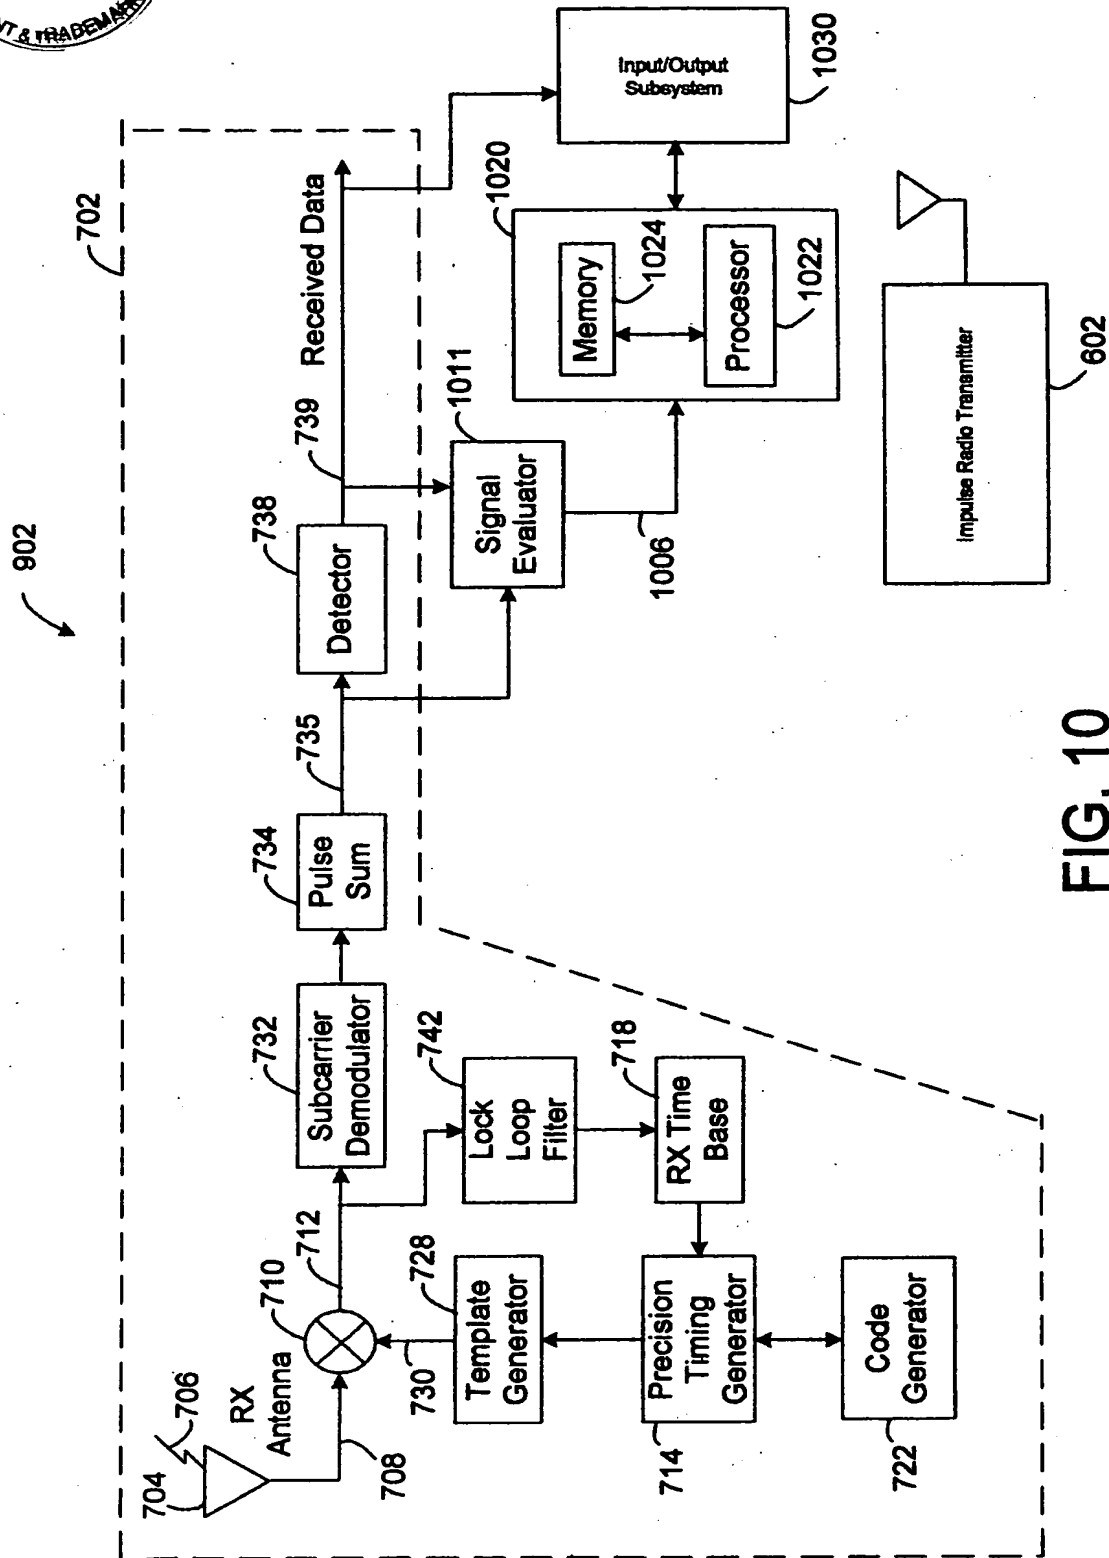 NT & TRADEMARK
902
702
704
706
RX
Antenna
708
710
712
Subcarrier
Demodulator
732
Pulse
Sum
734
735
Detector
738
739
Received Data
Lock
Loop
Filter
742
RX Time
Base
718
Template
Generator
728
730
Precision
Timing
Generator
714
Code
Generator
722
Signal
Evaluator
1011
1006
1020
Memory
1024
Processor
1022
Input/Output
Subsystem
1030
Impulse Radio Transmitter
602
FIG. 10